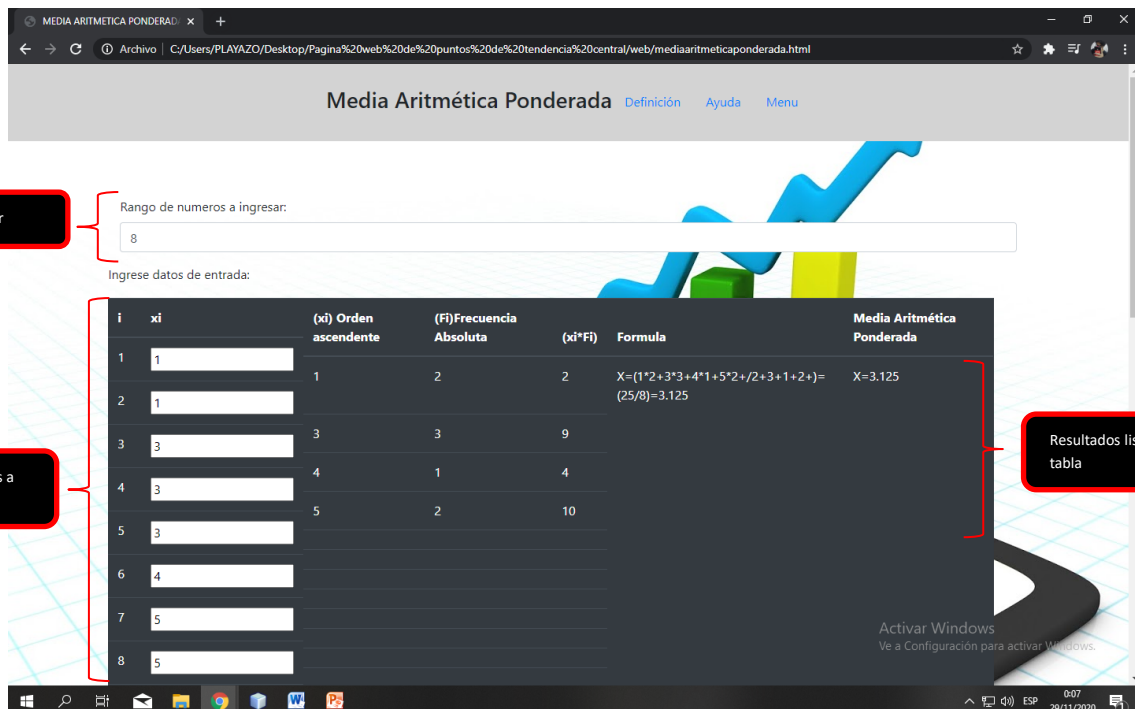 MEDIA ARITMETICA PONDERAD
Archivo | C:/Users/PLAYAZO/Desktop/Pagina%20web%20de%20puntos%20de%20tendencia%20central/web/mediaaritmeticaponderada.html
Media Aritmética Ponderada Definición Ayuda Menu
r
Rango de numeros a ingresar:
8
Ingrese datos de entrada:
i xi (xi) Orden ascendente (Fi)Frecuencia Absoluta (xi*Fi) Formula Media Aritmética Ponderada
1 1
2 1
3 3
4 3
5 3
6 4
7 5
8 5
1 2 2 X=(1*2+3*3+4*1+5*2+/2+3+1+2+)= X=3.125
(25/8)=3.125
3 3 9
4 1 4
5 2 10
s a
Resultados lis
tabla
Activar Windows
Ve a Configuración para activar Windows.
ESP
0:07
29/11/2020